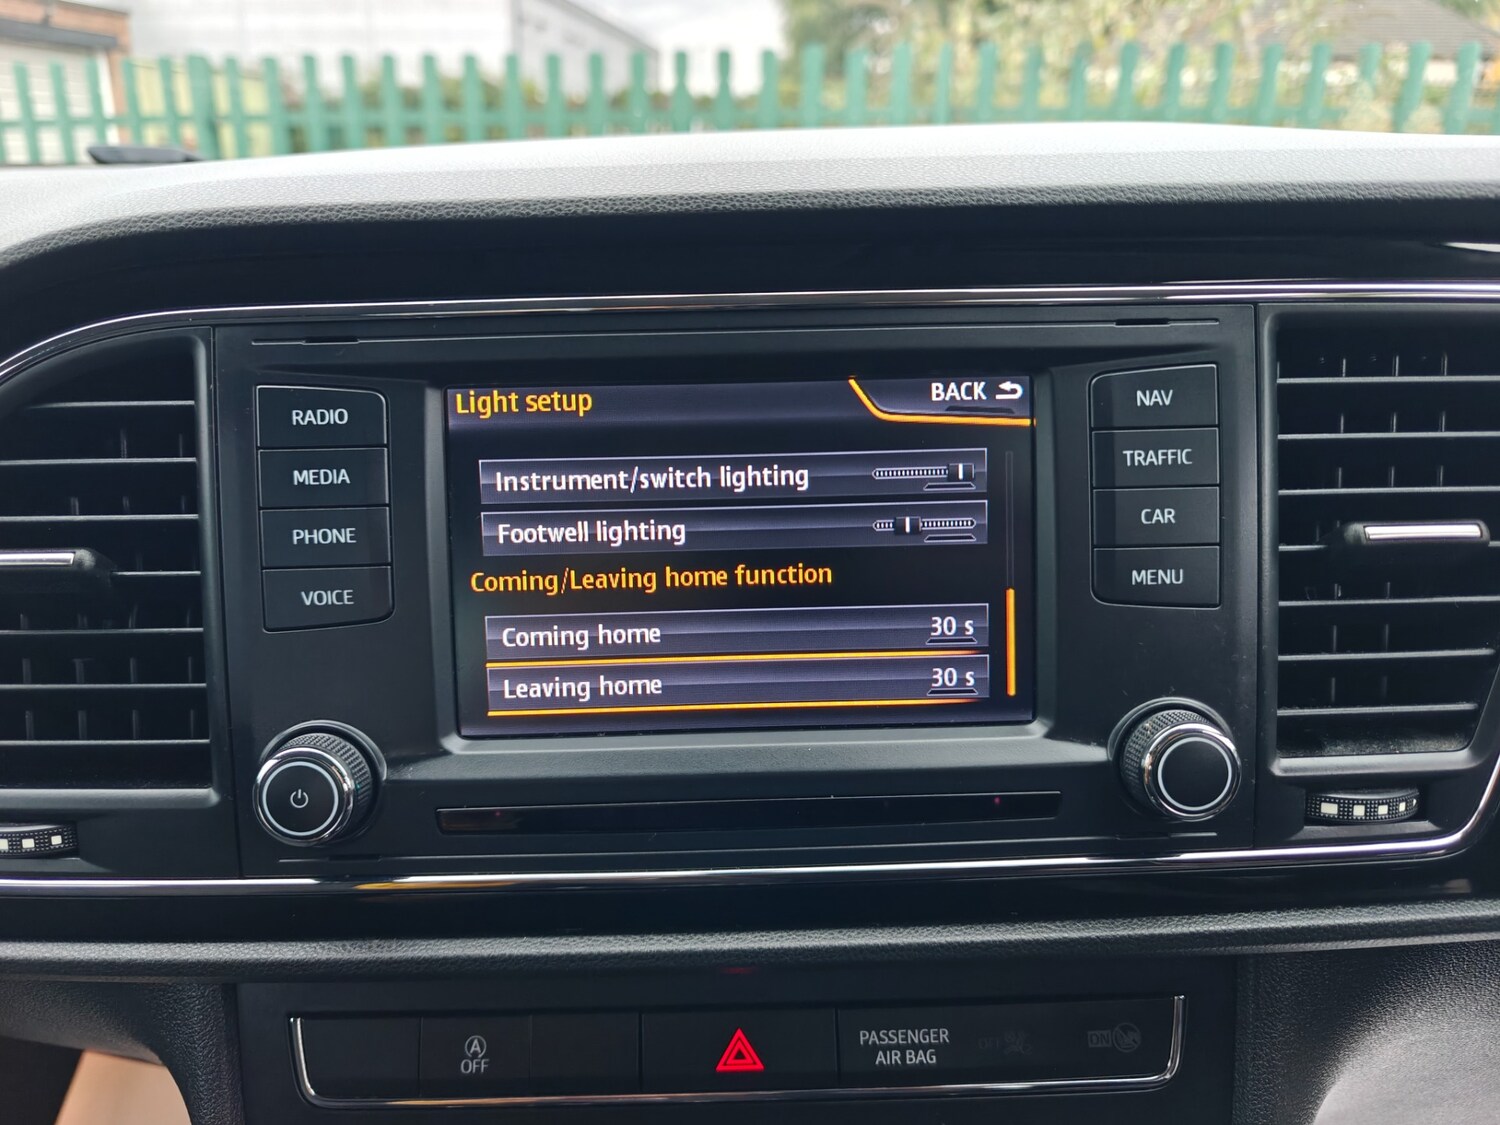 RADIO
MEDIA
PHONE
VOICE
Light setup
BACK
Instrument/switch lighting
Footwell lighting
Coming/Leaving home function
Coming home 30 s
Leaving home 30 s
NAV
TRAFFIC
CAR
MENU
A
OFF
PASSENGER
AIR BAG